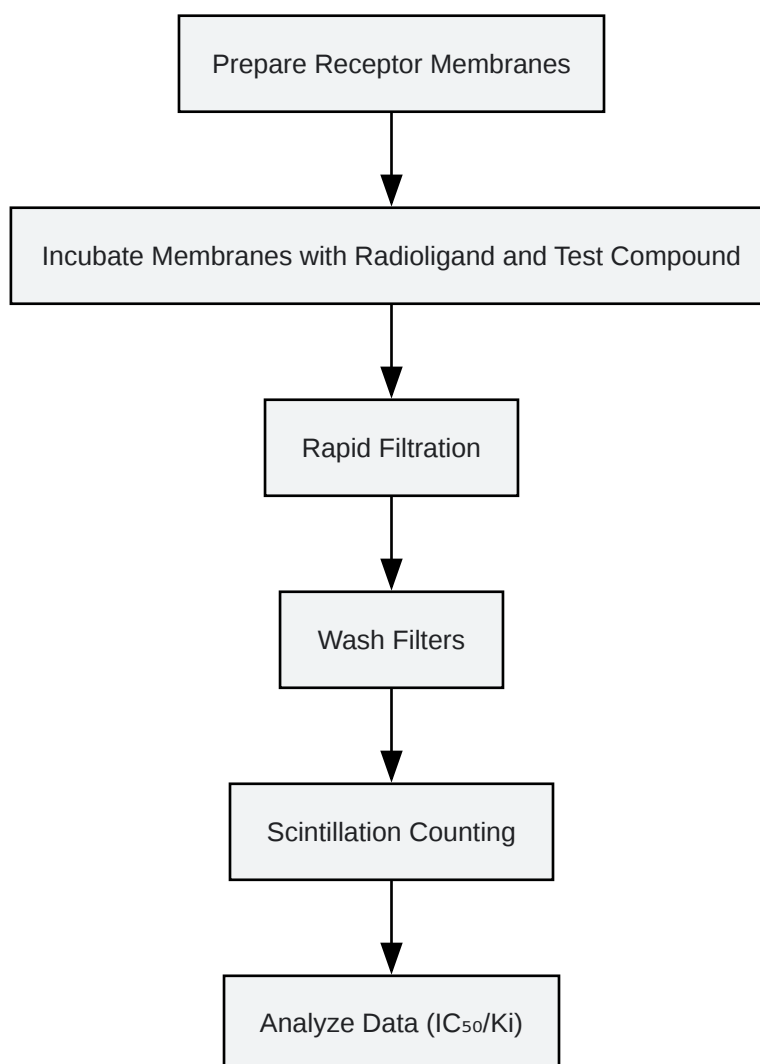 Prepare Receptor Membranes
Incubate Membranes with Radioligand and Test Compound
Rapid Filtration
Wash Filters
Scintillation Counting
Analyze Data (IC₅₀/Ki)